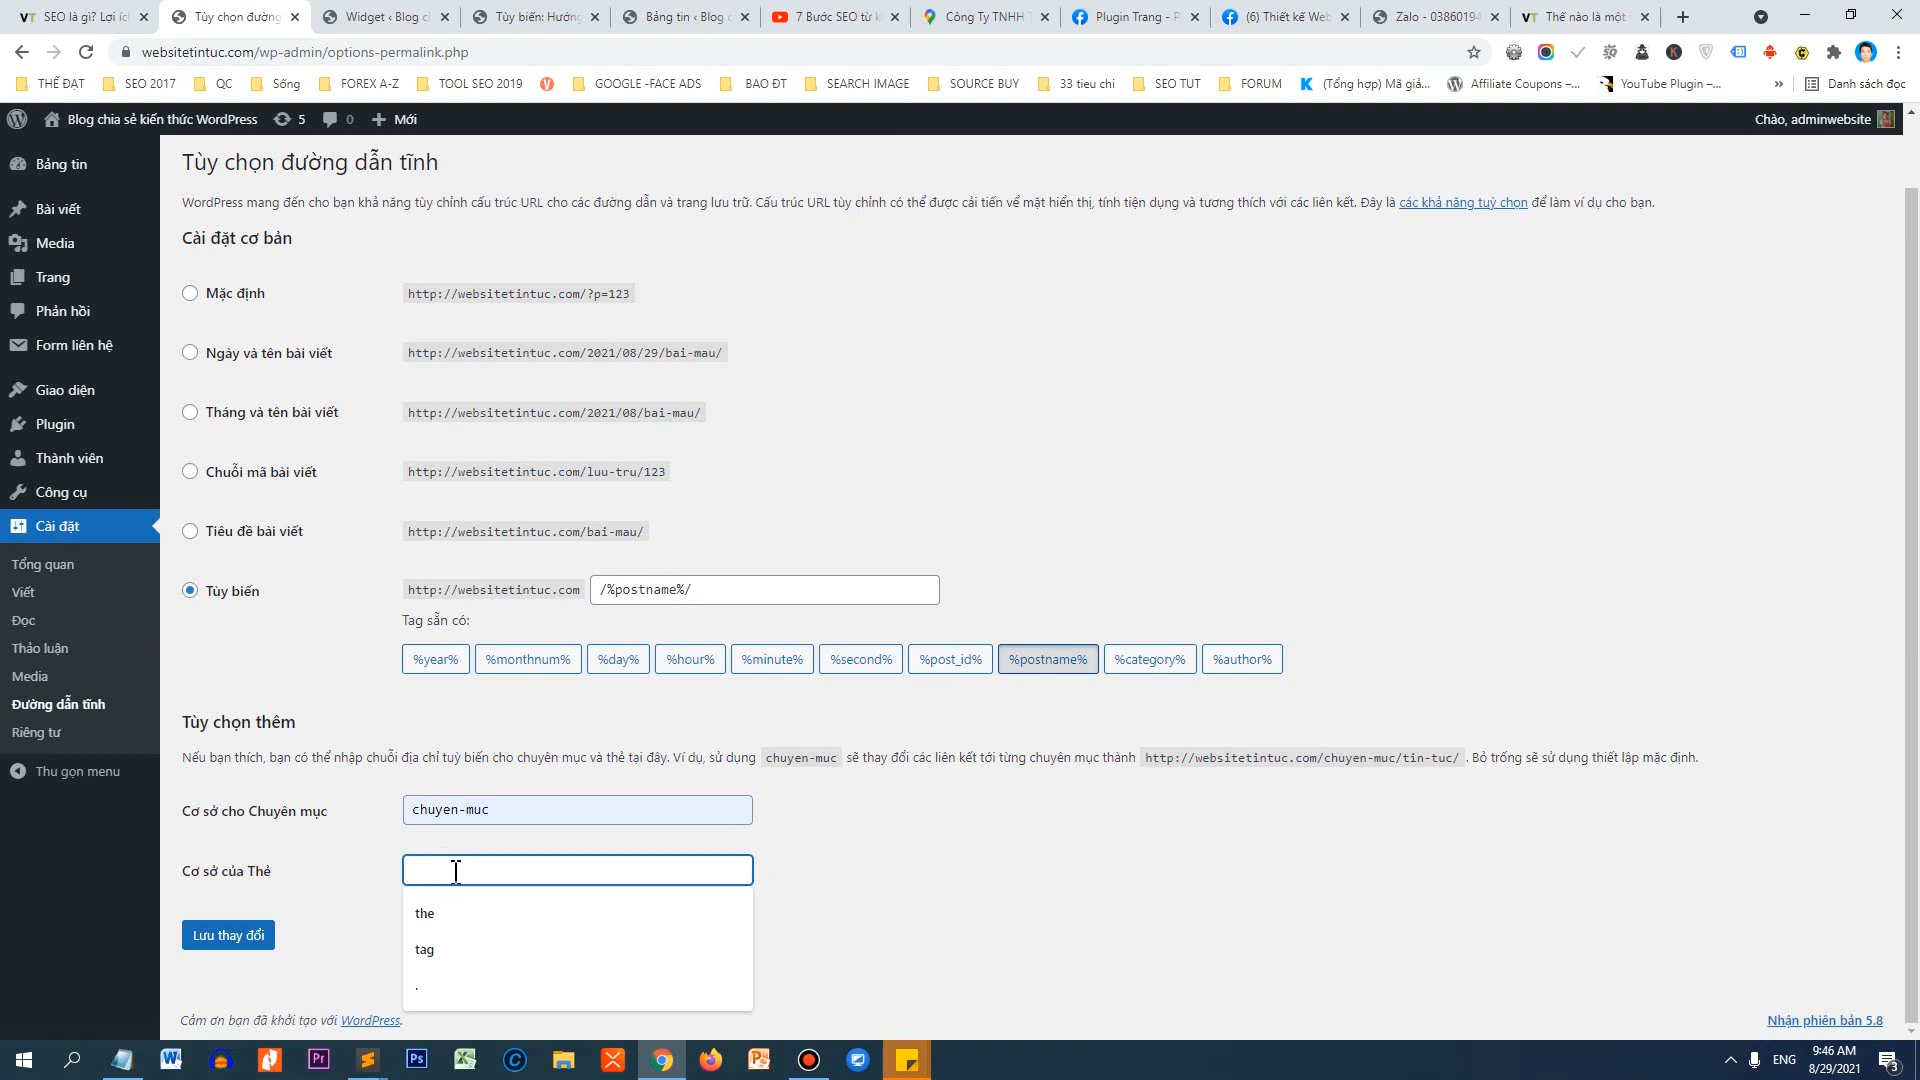 SEO là gì? Lợi ích
Tùy chọn đường
Widget ‹ Blog c
Tùy biến: Hướng
Bảng tin ‹ Blog
7 Bước SEO từ k
Công Ty TNHH T
Plugin Trang - P
(6) Thiết kế Web
Zalo - 03860194
Thế nào là một
websitetintuc.com/wp-admin/options-permalink.php
THẾ ĐẠT
SEO 2017
QC
Sống
FOREX A-Z
TOOL SEO 2019
GOOGLE -FACE ADS
BAO ĐT
SEARCH IMAGE
SOURCE BUY
33 tieu chi
SEO TUT
FORUM
(Tổng hợp) Mã giả...
Affiliate Coupons –...
YouTube Plugin –...
»
Danh sách đọc
Blog chia sẻ kiến thức WordPress
5
0
Mới
Chào, adminwebsite
Bảng tin
Bài viết
Media
Trang
Phản hồi
Form liên hệ
Giao diện
Plugin
Thành viên
Công cụ
Cài đặt
Tổng quan
Viết
Đọc
Thảo luận
Media
Đường dẫn tĩnh
Riêng tư
Thu gọn menu
Tùy chọn đường dẫn tĩnh
WordPress mang đến cho bạn khả năng tùy chỉnh cấu trúc URL cho các đường dẫn và trang lưu trữ. Cấu trúc URL tùy chỉnh có thể được cải tiến về mặt hiển thị, tính tiện dụng và tương thích với các liên kết. Đây là các khả năng tuỳ chọn để làm ví dụ cho bạn.
Cài đặt cơ bản
Mặc định http://websitetintuc.com/?p=123
Ngày và tên bài viết http://websitetintuc.com/2021/08/29/bai-mau/
Tháng và tên bài viết http://websitetintuc.com/2021/08/bai-mau/
Chuỗi mã bài viết http://websitetintuc.com/luu-tru/123
Tiêu đề bài viết http://websitetintuc.com/bai-mau/
Tùy biến http://websitetintuc.com /%postname%/
Tag sẵn có:
%year% %monthnum% %day% %hour% %minute% %second% %post_id% %postname% %category% %author%
Tùy chọn thêm
Nếu bạn thích, bạn có thể nhập chuỗi địa chỉ tuỳ biến cho chuyên mục và thẻ tại đây. Ví dụ, sử dụng chuyen-muc sẽ thay đổi các liên kết tới từng chuyên mục thành http://websitetintuc.com/chuyen-muc/tin-tuc/ . Bỏ trống sẽ sử dụng thiết lập mặc định.
Cơ sở cho Chuyên mục chuyen-muc
Cơ sở của Thẻ
the
tag
.
Lưu thay đổi
Cảm ơn bạn đã khởi tạo với WordPress.
Nhận phiên bản 5.8
ENG
9:46 AM
8/29/2021
3